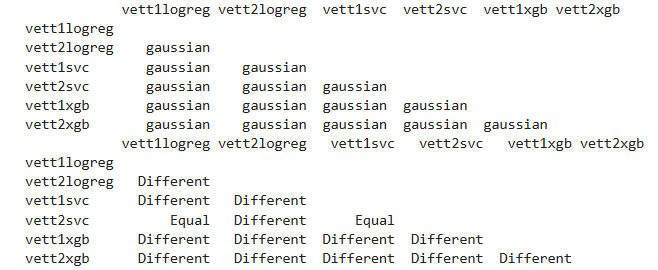 vett1logreg vett2logreg vett1svc vett2svc vett1xgb vett2xgb
vett1logreg
vett2logreg gaussian
vett1svc gaussian gaussian
vett2svc gaussian gaussian gaussian
vett1xgb gaussian gaussian gaussian gaussian
vett2xgb gaussian gaussian gaussian gaussian gaussian
vett1logreg vett2logreg vett1svc vett2svc vett1xgb vett2xgb
vett1logreg
vett2logreg Different
vett1svc Different Different
vett2svc Equal Different Equal
vett1xgb Different Different Different Different
vett2xgb Different Different Different Different Different